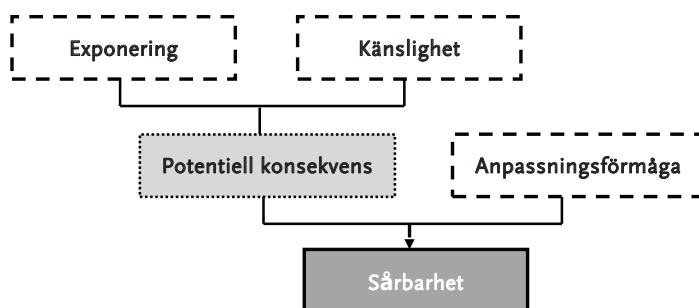 Exponering
Känslighet
Potentiell konsekvens
Anpassningsförmåga
Sårbarhet